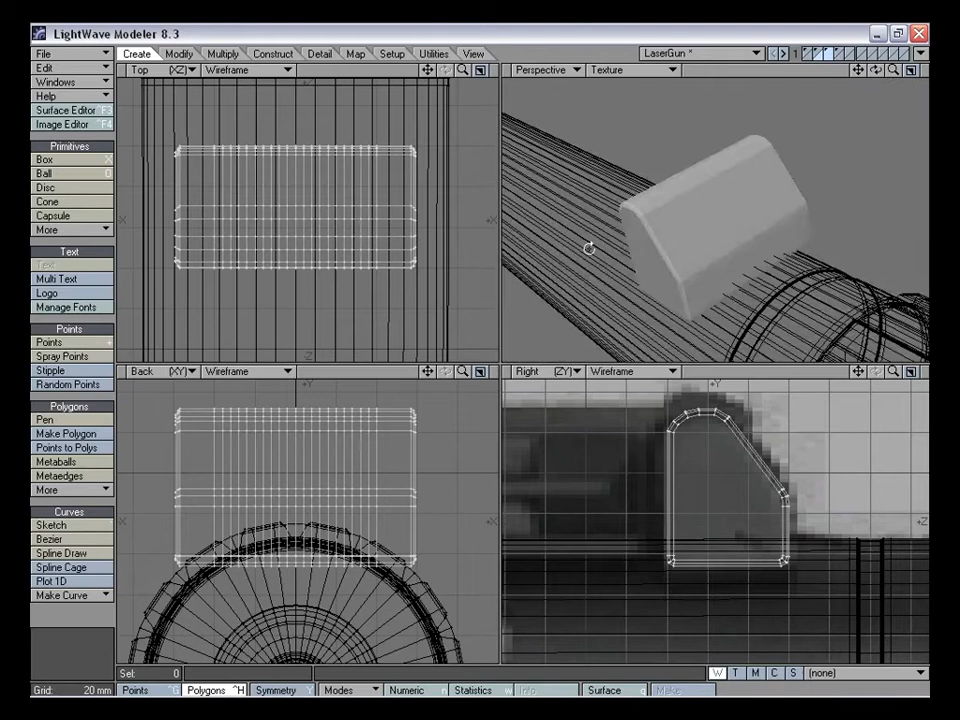 LightWave Modeler 8.3
File
Create Modify Multiply Construct Detail Map Setup Utilities View
LaserGun *
1
Edit
Top (XZ) Wireframe
Perspective Texture
Windows
Help
Surface Editor ^F3
Image Editor ^F4
Primitives
Box X
Ball O
Disc
Cone
Capsule
More
Text
Text
Multi Text
Logo
Manage Fonts
Points
Points +
Spray Points
Stipple
Back (XY) Wireframe
Right (ZY) Wireframe
Random Points
Polygons
Pen
Make Polygon
Points to Polys
Metaballs
Metaedges
More
Curves
Sketch
Bezier
Spline Draw
Spline Cage
Plot 1D
Make Curve
Sel: 0
W T M C S (none)
Grid: 20 mm
Points ^G Polygons ^H Symmetry Modes Numeric n Statistics w Info Surface q Make